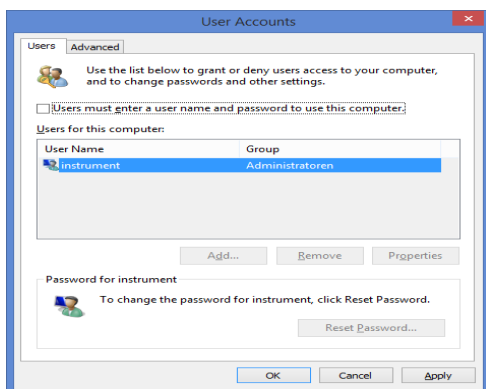 User Accounts
Users
Advanced
Use the list below to grant or deny users access to your computer,
and to change passwords and other settings.
Users must enter a user name and password to use this computer.
Users for this computer:
User Name Group
instrument Administratoren
Add... Remove Properties
Password for instrument
To change the password for instrument, click Reset Password.
Reset Password...
OK Cancel Apply